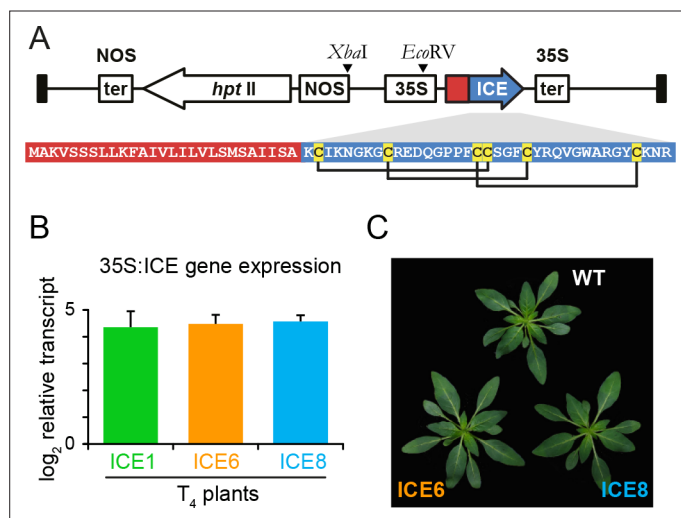 A
NOS XbaI EcoRV 35S
ter hpt II NOS 35S ICE ter
MAKVSSSLLKFAIVLILVLSMSAIISA KCIKNGKGCREDQGPPFCCSGFCYRQVGWARGYCKNR
B
35S:ICE gene expression
log2 relative transcript
5
0
ICE1 ICE6 ICE8
T4 plants
C
WT
ICE6 ICE8